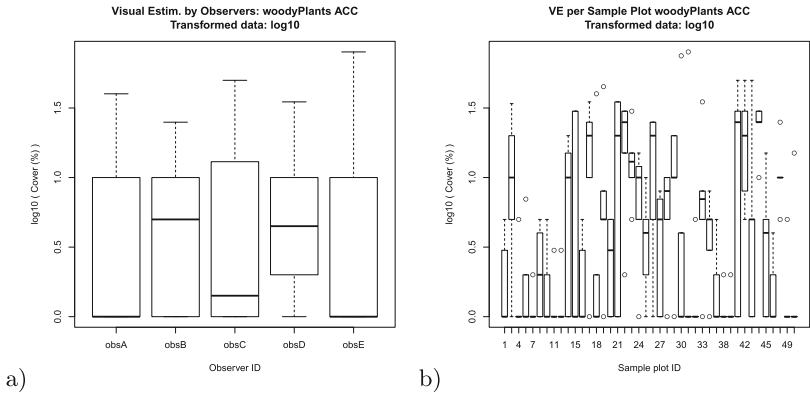 Visual Estim. by Observers: woodyPlants ACC
Transformed data: log10
log10 ( Cover (%) )
1.5
1.0
0.5
0.0
obsA obsB obsC obsD obsE
Observer ID
a)
VE per Sample Plot woodyPlants ACC
Transformed data: log10
log10 ( Cover (%) )
1.5
1.0
0.5
0.0
1 4 7 11 15 18 21 24 27 30 33 38 42 45 49
Sample plot ID
b)